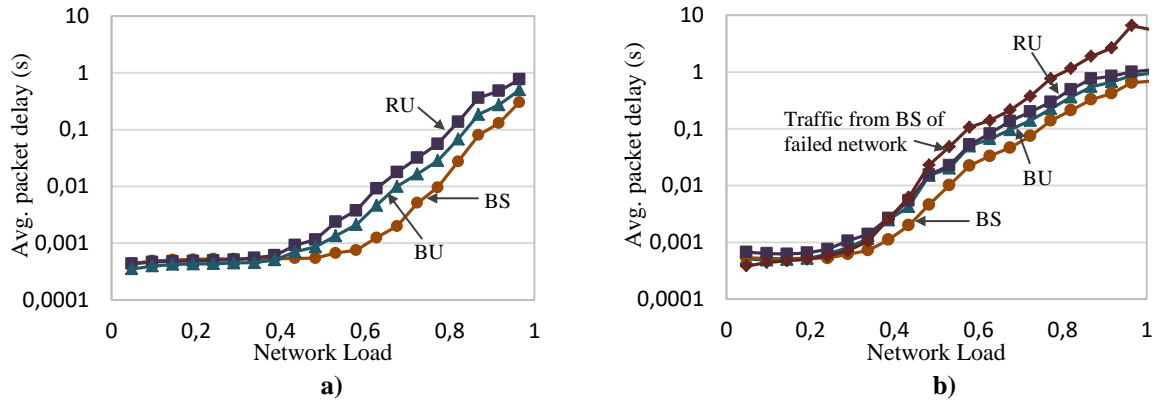 Avg. packet delay (s)
10
1
0,1
0,01
0,001
0,0001
RU
BS
BU
0
0,2
0,4
0,6
0,8
1
Network Load
a)
Avg. packet delay (s)
10
1
0,1
0,01
0,001
0,0001
RU
Traffic from BS of
failed network
BU
BS
0
0,2
0,4
0,6
0,8
1
Network Load
b)